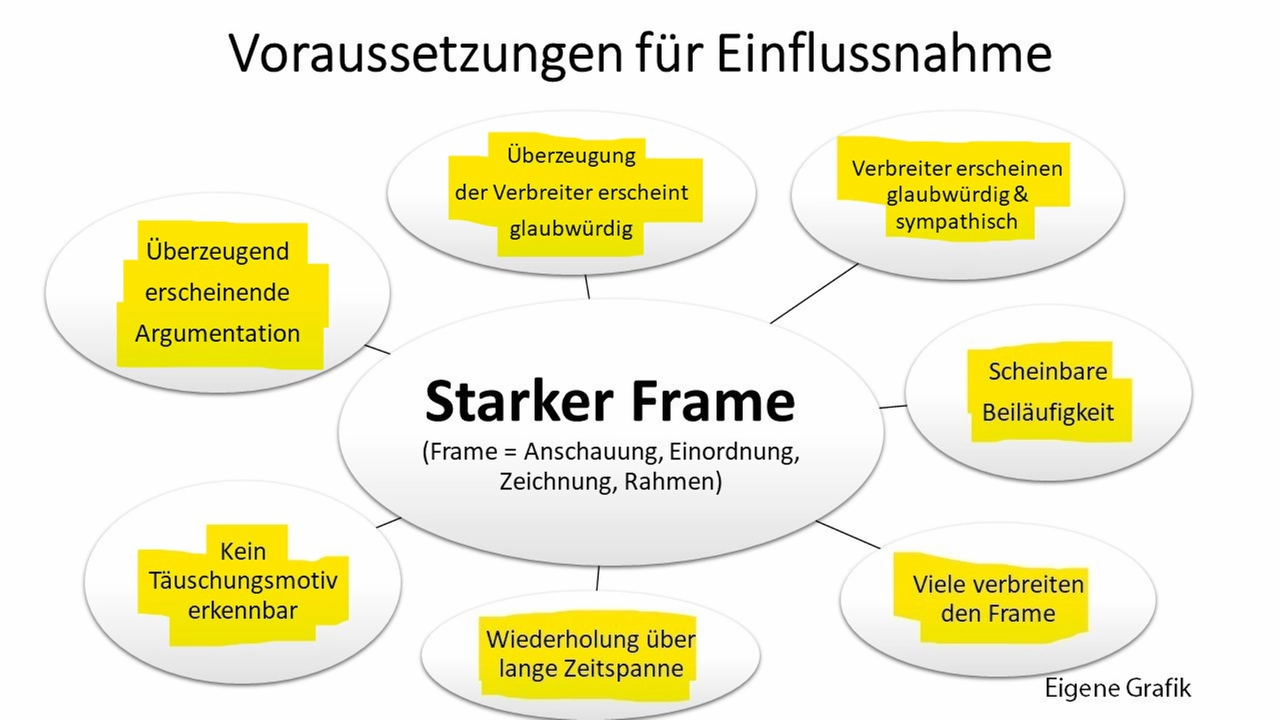 Voraussetzungen für Einflussnahme
Überzeugung
der Verbreiter erscheint
glaubwürdig
Verbreiter erscheinen
glaubwürdig &
sympathisch
Überzeugend
erscheinende
Argumentation
Scheinbare
Beiläufigkeit
Starker Frame
(Frame = Anschauung, Einordnung,
Zeichnung, Rahmen)
Kein
Täuschungsmotiv
erkennbar
Viele verbreiten
den Frame
Wiederholung über
lange Zeitspanne
Eigene Grafik